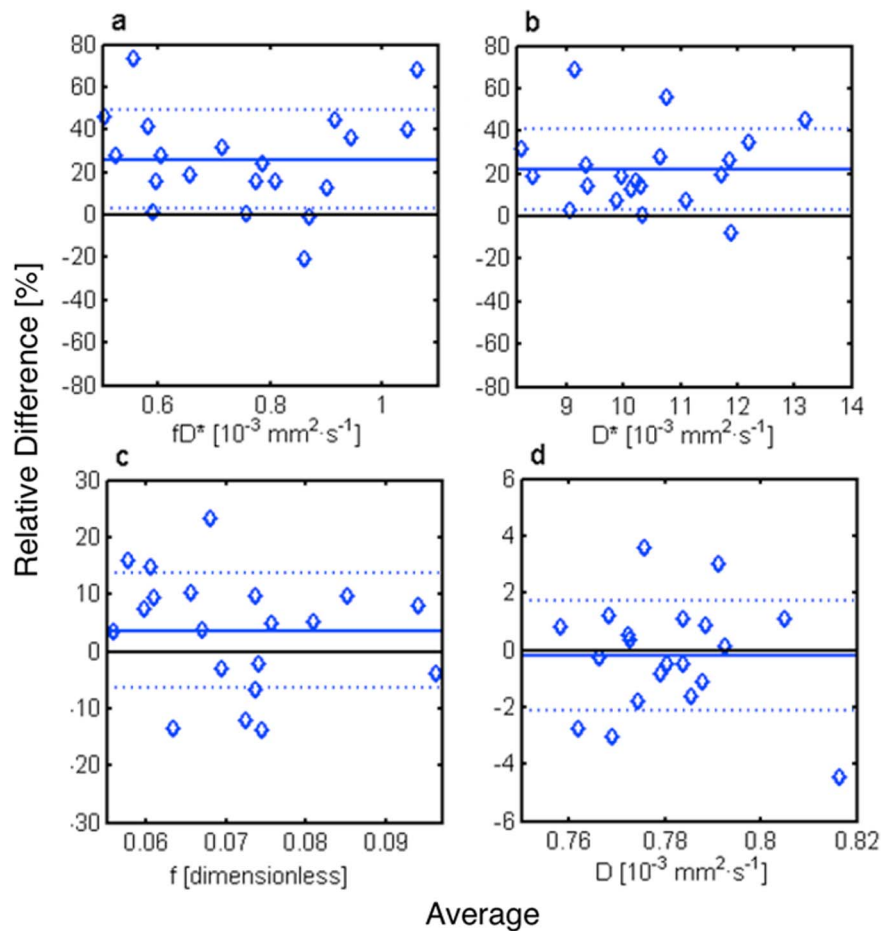 a
80
60
40
20
0
-20
-40
-60
-80
0.6 0.8 1
fD* [10⁻³ mm²·s⁻¹]
b
80
60
40
20
0
-20
-40
-60
-80
9 10 11 12 13 14
D* [10⁻³ mm²·s⁻¹]
Relative Difference [%]
c
30
20
10
0
-10
-20
-30
0.06 0.07 0.08 0.09
f [dimensionless]
d
6
4
2
0
-2
-4
-6
0.76 0.78 0.8 0.82
D [10⁻³ mm²·s⁻¹]
Average